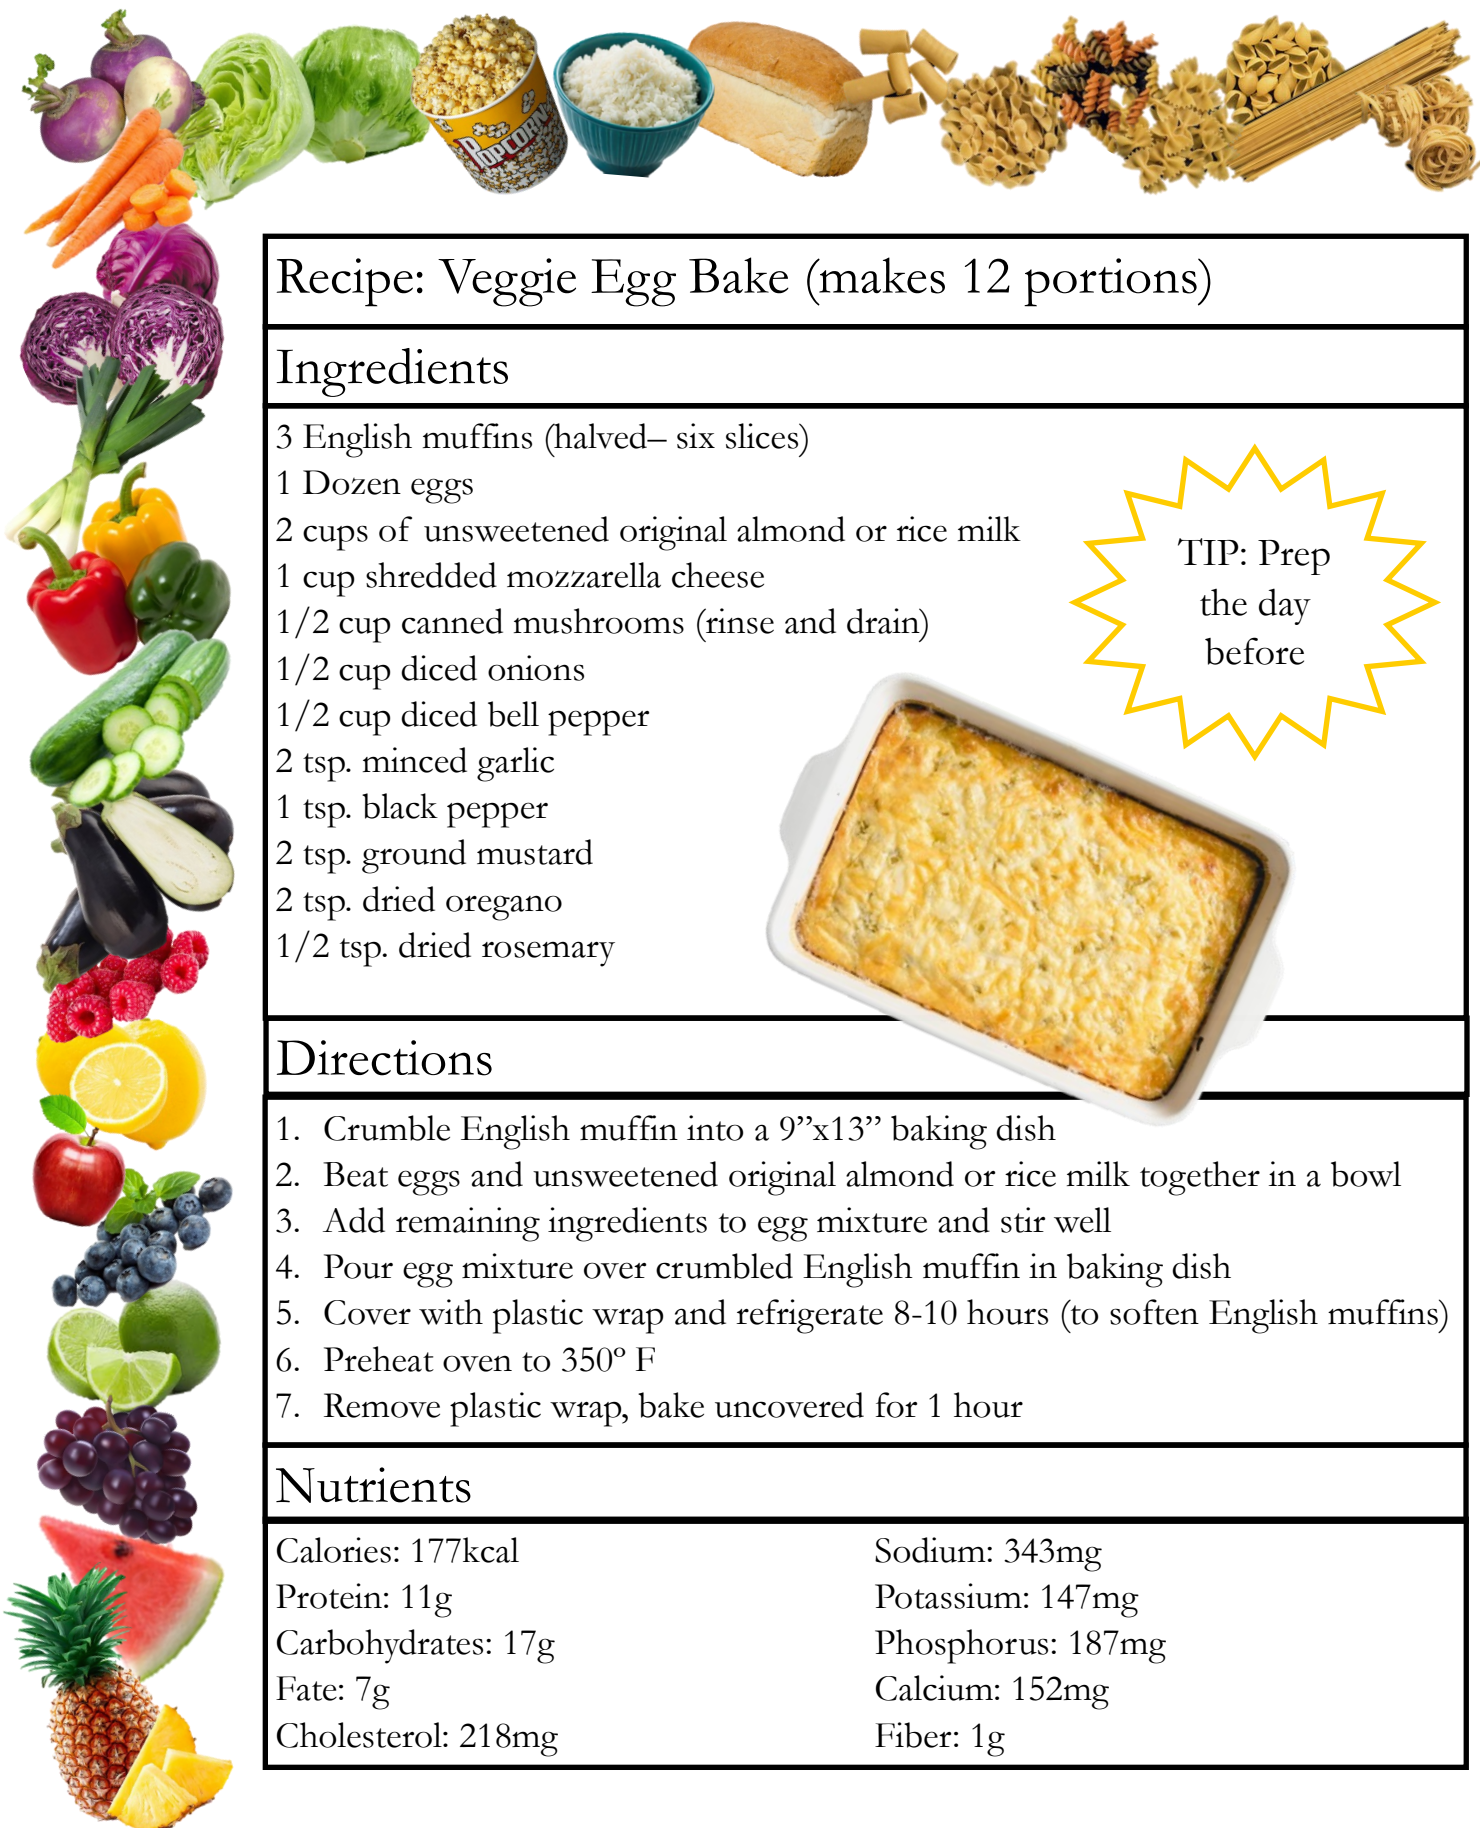 POPCORN
Recipe: Veggie Egg Bake (makes 12 portions)
Ingredients
3 English muffins (halved– six slices)
1 Dozen eggs
2 cups of unsweetened original almond or rice milk
1 cup shredded mozzarella cheese
1/2 cup canned mushrooms (rinse and drain)
1/2 cup diced onions
1/2 cup diced bell pepper
2 tsp. minced garlic
1 tsp. black pepper
2 tsp. ground mustard
2 tsp. dried oregano
1/2 tsp. dried rosemary
TIP: Prep
the day
before
Directions
1. Crumble English muffin into a 9”x13” baking dish
2. Beat eggs and unsweetened original almond or rice milk together in a bowl
3. Add remaining ingredients to egg mixture and stir well
4. Pour egg mixture over crumbled English muffin in baking dish
5. Cover with plastic wrap and refrigerate 8-10 hours (to soften English muffins)
6. Preheat oven to 350º F
7. Remove plastic wrap, bake uncovered for 1 hour
Nutrients
Calories: 177kcal
Protein: 11g
Carbohydrates: 17g
Fate: 7g
Cholesterol: 218mg
Sodium: 343mg
Potassium: 147mg
Phosphorus: 187mg
Calcium: 152mg
Fiber: 1g